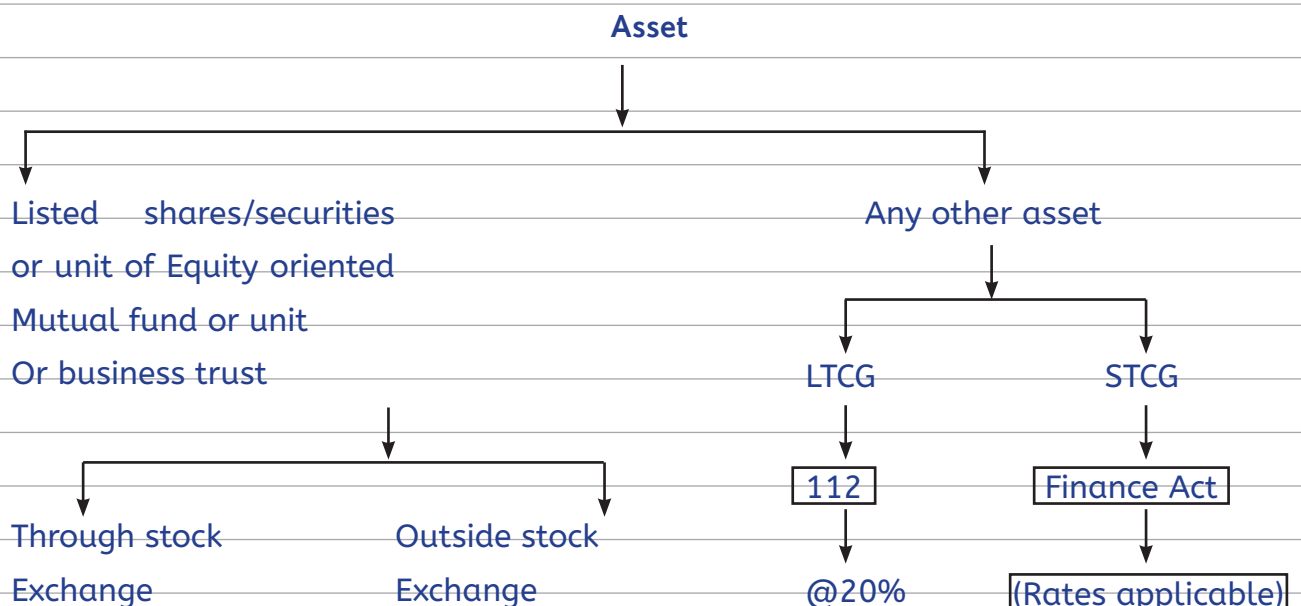 Asset
Listed shares/securities
or unit of Equity oriented
Mutual fund or unit
Or business trust
Any other asset
LTCG
STCG
112
Finance Act
Through stock
Exchange
Outside stock
Exchange
@20%
(Rates applicable)